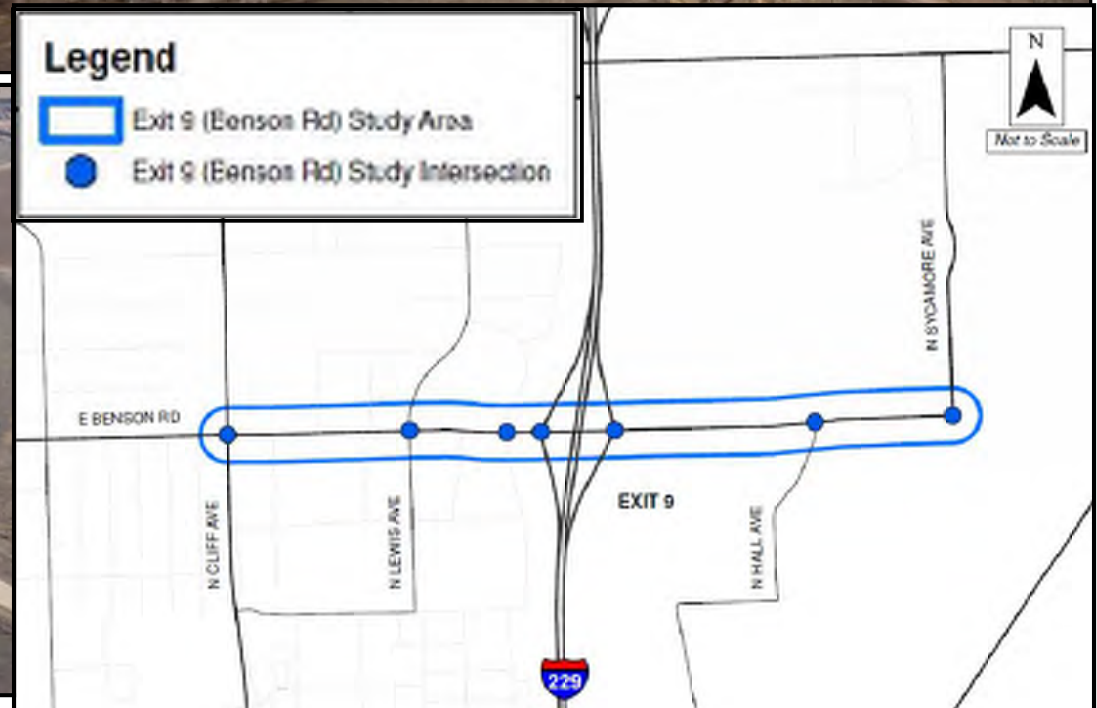 Legend
Exit 9 (Benson Rd) Study Area
Exit 9 (Benson Rd) Study Intersection
N
Not to Scale
N SYCAMORE AVE
E BENSON RD
EXIT 9
N CLIFF AVE
N LEWIS AVE
N HALL AVE
229